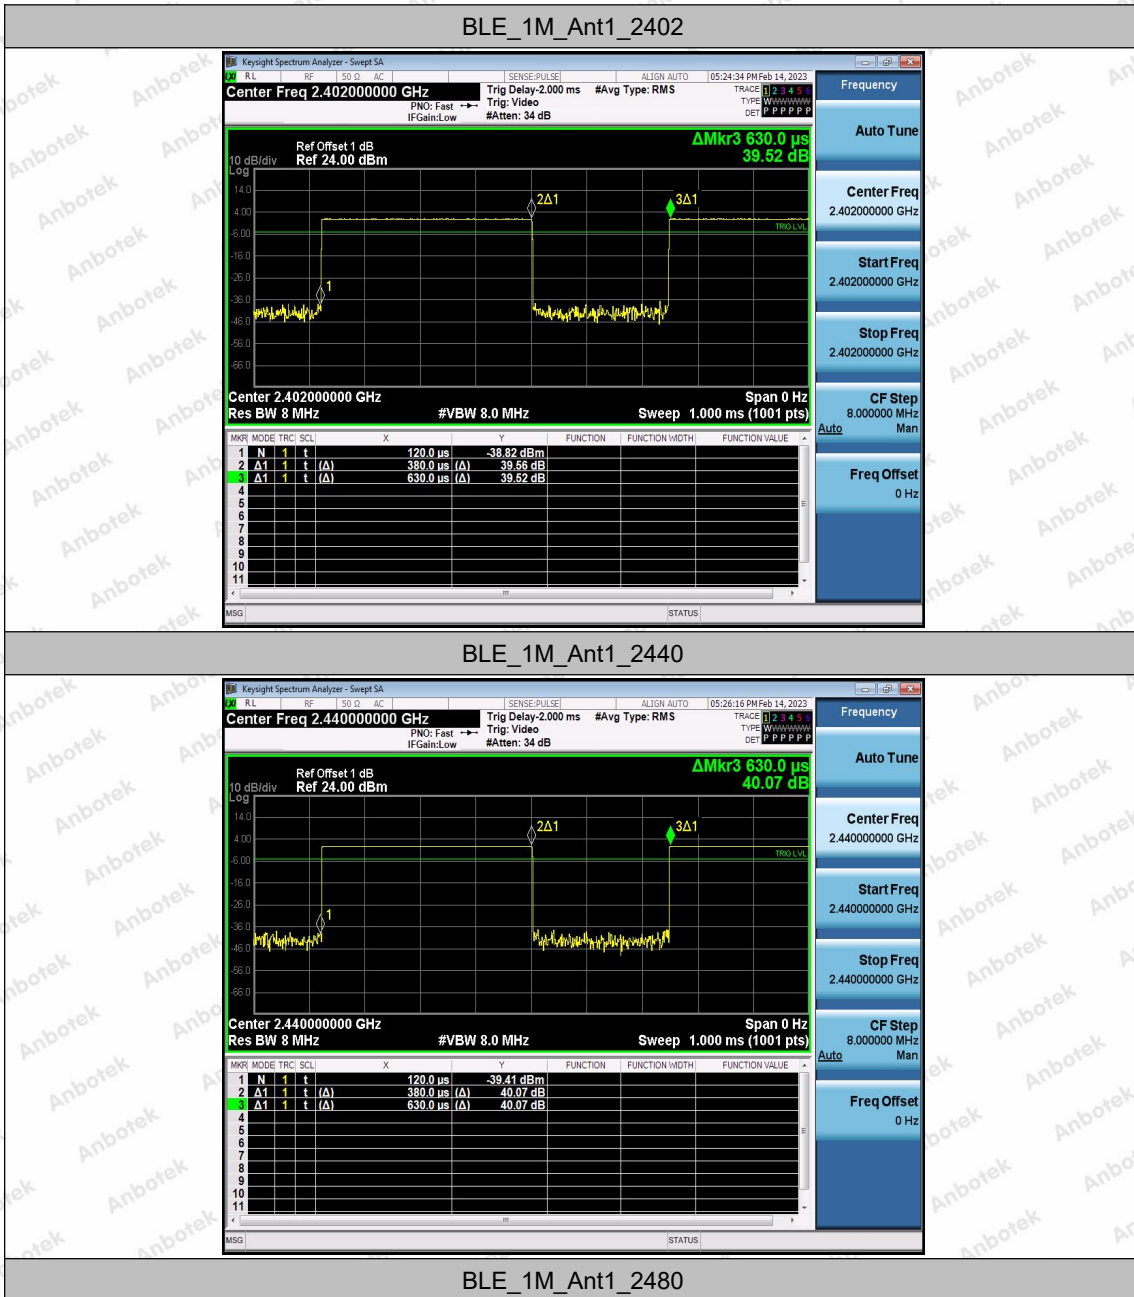 BLE_1M_Ant1_2402
Keysight Spectrum Analyzer - Swept SA
LXI RL RF 50 Ω AC SENSE:PULSE ALIGN AUTO 05:24:34 PM Feb 14, 2023
Center Freq 2.402000000 GHz Trig Delay-2.000 ms #Avg Type: RMS TRACE 1 2 3 4 5 6
PNO: Fast Trig: Video TYPE WWWWWW
IFGain:Low #Atten: 34 dB DET P P P P P P
Frequency
Auto Tune
Center Freq
2.402000000 GHz
Start Freq
2.402000000 GHz
Stop Freq
2.402000000 GHz
CF Step
8.000000 MHz
Auto Man
Freq Offset
0 Hz
ΔMkr3 630.0 µs
39.52 dB
Ref Offset 1 dB
10 dB/div Ref 24.00 dBm
Log
14.0
4.00
-6.00
-16.0
-26.0
-36.0
-46.0
-56.0
-66.0
2Δ1
3Δ1
TRIG LVL
1
Center 2.402000000 GHz Span 0 Hz
Res BW 8 MHz #VBW 8.0 MHz Sweep 1.000 ms (1001 pts)
MKR MODE TRC SCL X Y FUNCTION FUNCTION WIDTH FUNCTION VALUE
1 N 1 t 120.0 µs -38.82 dBm
2 Δ1 1 t (Δ) 380.0 µs (Δ) 39.56 dB
3 Δ1 1 t (Δ) 630.0 µs (Δ) 39.52 dB
4
5
6
7
8
9
10
11
MSG STATUS
BLE_1M_Ant1_2440
Keysight Spectrum Analyzer - Swept SA
LXI RL RF 50 Ω AC SENSE:PULSE ALIGN AUTO 05:26:16 PM Feb 14, 2023
Center Freq 2.440000000 GHz Trig Delay-2.000 ms #Avg Type: RMS TRACE 1 2 3 4 5 6
PNO: Fast Trig: Video TYPE WWWWWW
IFGain:Low #Atten: 34 dB DET P P P P P P
Frequency
Auto Tune
Center Freq
2.440000000 GHz
Start Freq
2.440000000 GHz
Stop Freq
2.440000000 GHz
CF Step
8.000000 MHz
Auto Man
Freq Offset
0 Hz
ΔMkr3 630.0 µs
40.07 dB
Ref Offset 1 dB
10 dB/div Ref 24.00 dBm
Log
14.0
4.00
-6.00
-16.0
-26.0
-36.0
-46.0
-56.0
-66.0
2Δ1
3Δ1
TRIG LVL
1
Center 2.440000000 GHz Span 0 Hz
Res BW 8 MHz #VBW 8.0 MHz Sweep 1.000 ms (1001 pts)
MKR MODE TRC SCL X Y FUNCTION FUNCTION WIDTH FUNCTION VALUE
1 N 1 t 120.0 µs -39.41 dBm
2 Δ1 1 t (Δ) 380.0 µs (Δ) 40.07 dB
3 Δ1 1 t (Δ) 630.0 µs (Δ) 40.07 dB
4
5
6
7
8
9
10
11
MSG STATUS
BLE_1M_Ant1_2480